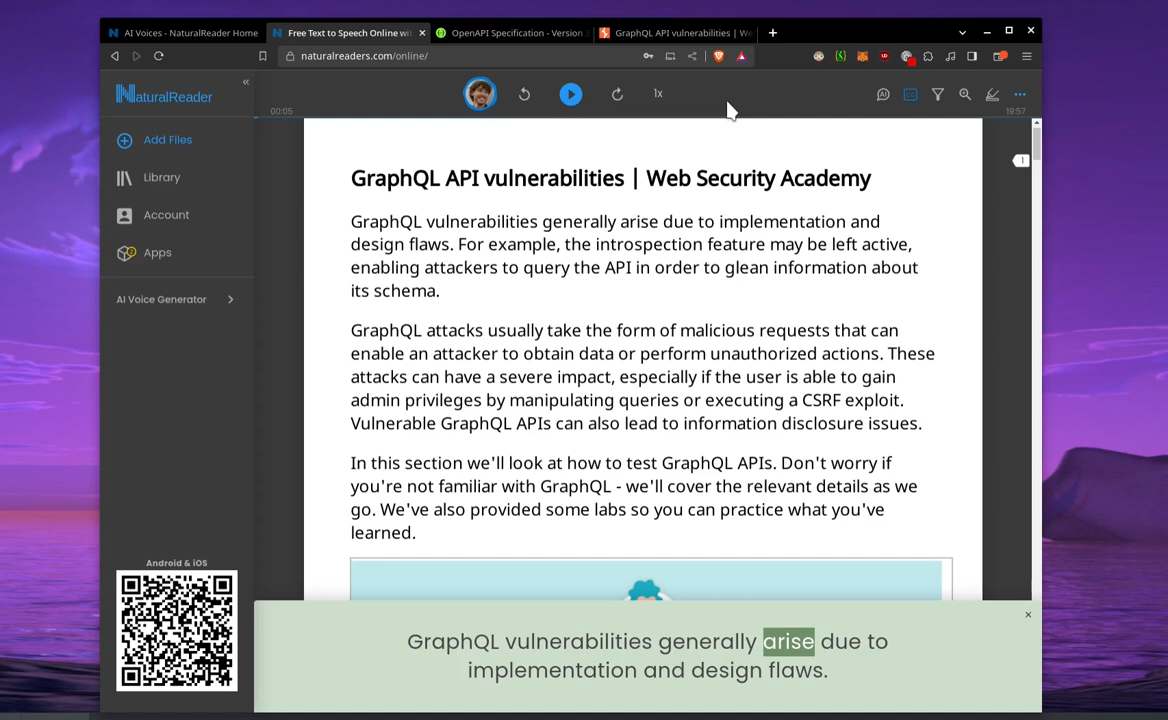 AI Voices - NaturalReader Home
Free Text to Speech Online wit
OpenAPI Specification - Version
GraphQL API vulnerabilities | We
naturalreaders.com/online/
NaturalReader
1x
00:05
19:57
Add Files
Library
Account
Apps
AI Voice Generator
Android & iOS
1
GraphQL API vulnerabilities | Web Security Academy
GraphQL vulnerabilities generally arise due to implementation and
design flaws. For example, the introspection feature may be left active,
enabling attackers to query the API in order to glean information about
its schema.
GraphQL attacks usually take the form of malicious requests that can
enable an attacker to obtain data or perform unauthorized actions. These
attacks can have a severe impact, especially if the user is able to gain
admin privileges by manipulating queries or executing a CSRF exploit.
Vulnerable GraphQL APIs can also lead to information disclosure issues.
In this section we'll look at how to test GraphQL APIs. Don't worry if
you're not familiar with GraphQL - we'll cover the relevant details as we
go. We've also provided some labs so you can practice what you've
learned.
GraphQL vulnerabilities generally arise due to
implementation and design flaws.